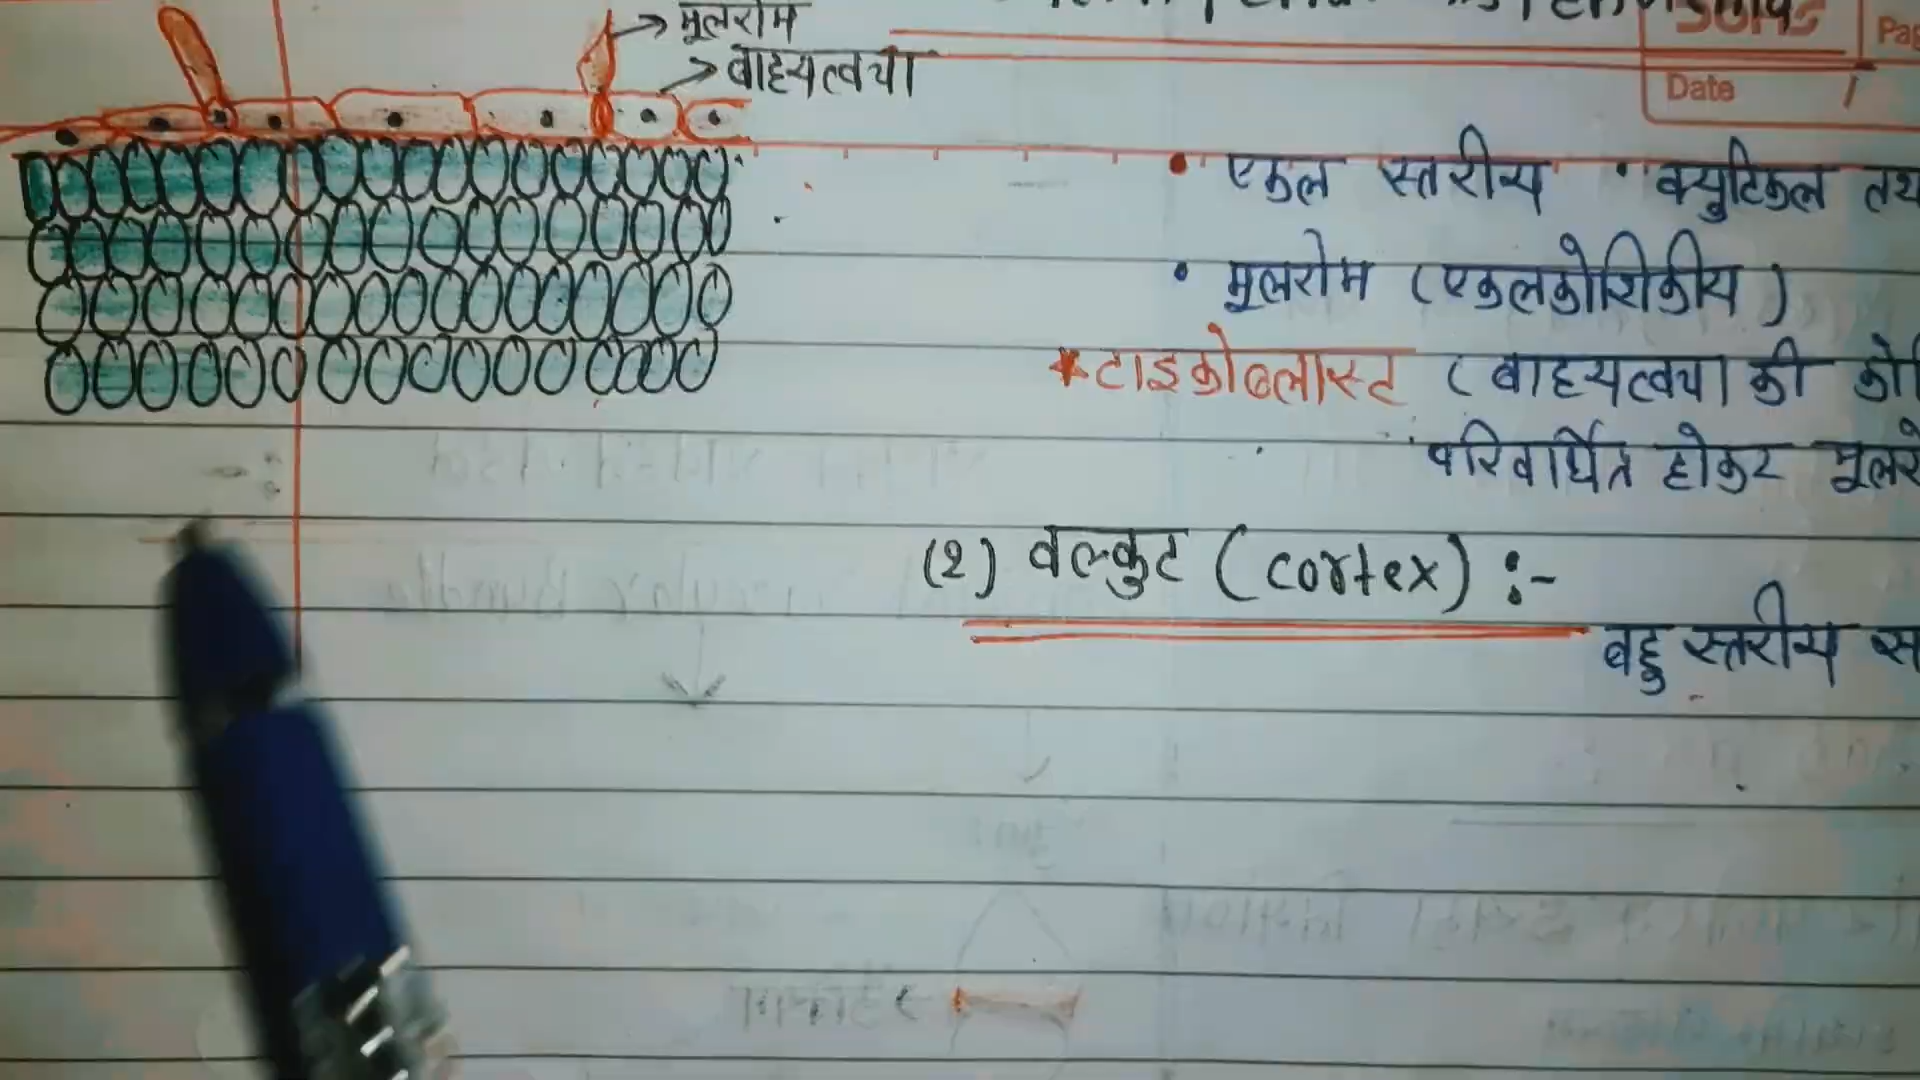 मूलरोम
बाह्यत्वचा
Date
• एकल स्तरीय • क्युटिकल
• मूलरोम (एकलकोशिकीय)
* टाइकोब्लास्ट (बाह्यत्वचा की
परिवर्धित होकर
(2) वल्कुट (cortex) :-
बहु स्तरीय